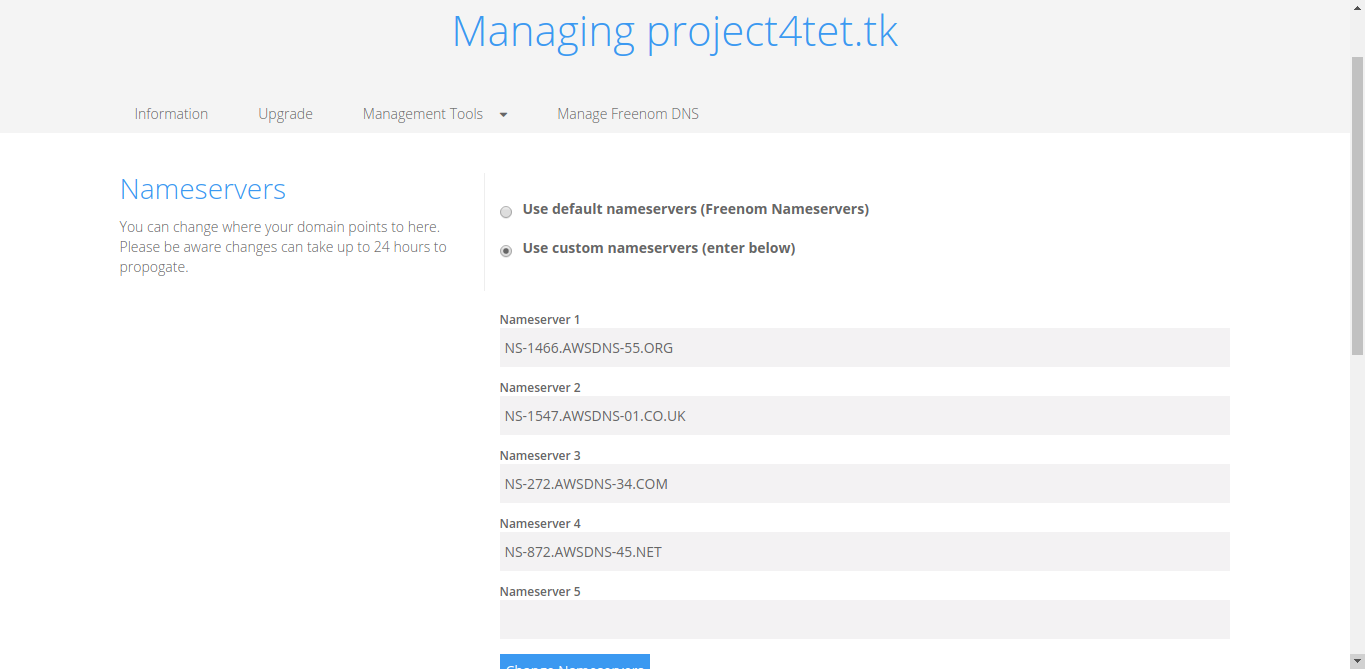 Managing project4tet.tk
Information Upgrade Management Tools Manage Freenom DNS
Nameservers
You can change where your domain points to here.
Please be aware changes can take up to 24 hours to
propogate.
Use default nameservers (Freenom Nameservers)
Use custom nameservers (enter below)
Nameserver 1
NS-1466.AWSDNS-55.ORG
Nameserver 2
NS-1547.AWSDNS-01.CO.UK
Nameserver 3
NS-272.AWSDNS-34.COM
Nameserver 4
NS-872.AWSDNS-45.NET
Nameserver 5
Change Nameservers